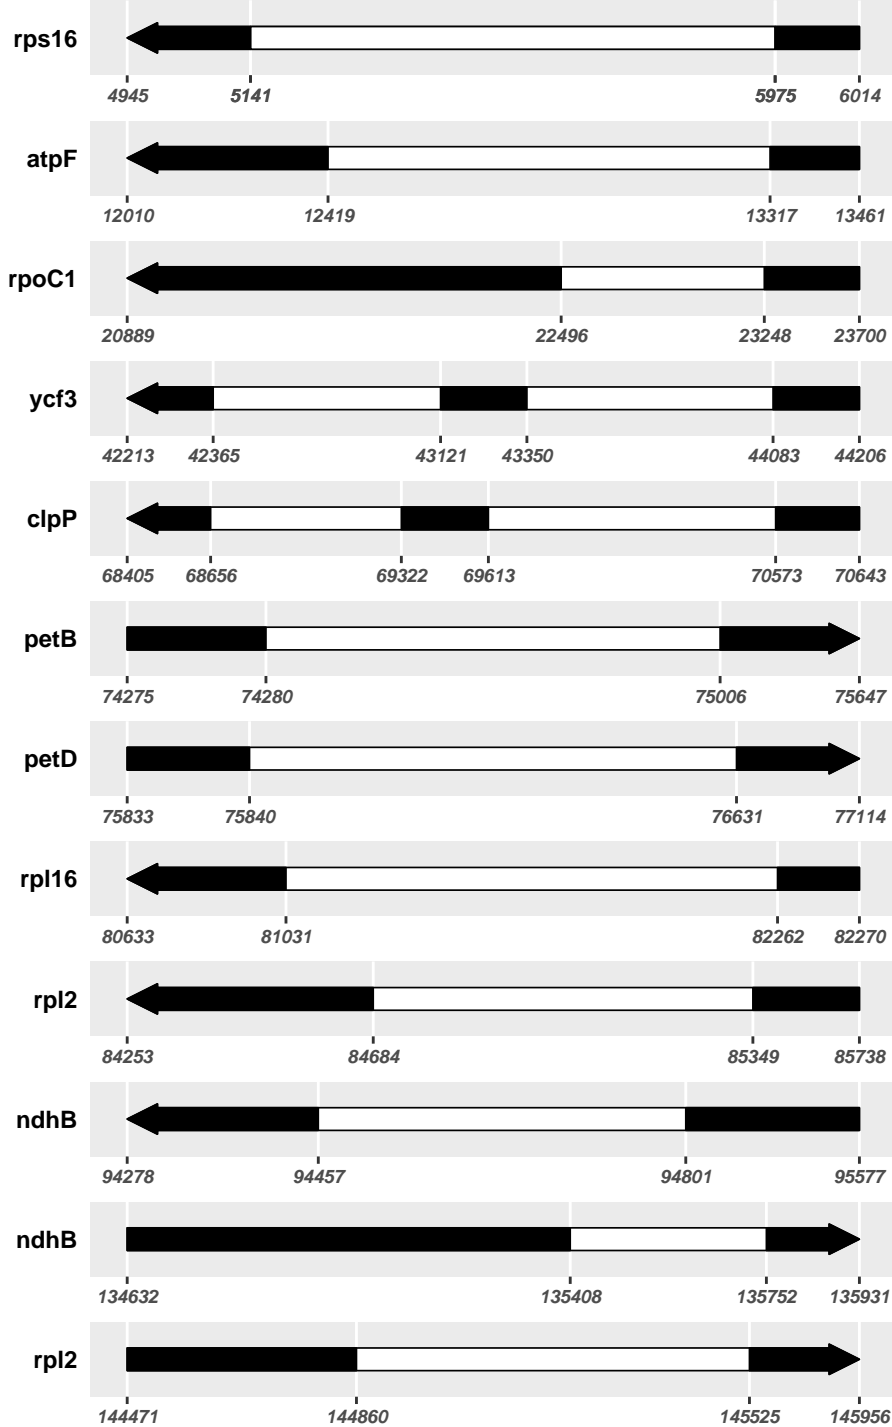 rps16
4945 5141 5975 6014
atpF
12010 12419 13317 13461
rpoC1
20889 22496 23248 23700
ycf3
42213 42365 43121 43350 44083 44206
clpP
68405 68656 69322 69613 70573 70643
petB
74275 74280 75006 75647
petD
75833 75840 76631 77114
rpl16
80633 81031 82262 82270
rpl2
84253 84684 85349 85738
ndhB
94278 94457 94801 95577
ndhB
134632 135408 135752 135931
rpl2
144471 144860 145525 145956